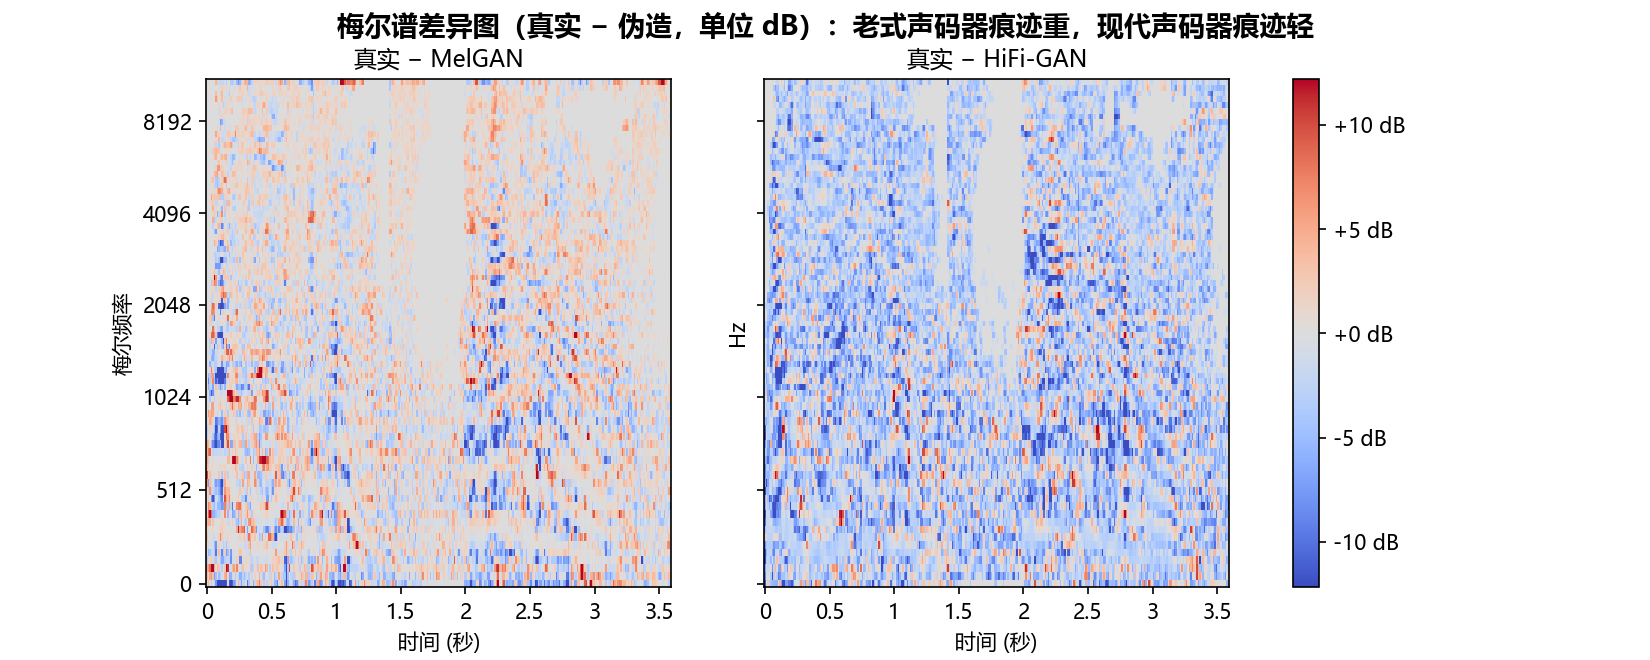 梅尔谱差异图（真实 − 伪造，单位 dB）：老式声码器痕迹重，现代声码器痕迹轻
真实 − MelGAN
真实 − HiFi-GAN
梅尔频率
8192
4096
2048
1024
512
0
0 0.5 1 1.5 2 2.5 3 3.5
时间 (秒)
Hz
0 0.5 1 1.5 2 2.5 3 3.5
时间 (秒)
+10 dB
+5 dB
+0 dB
-5 dB
-10 dB